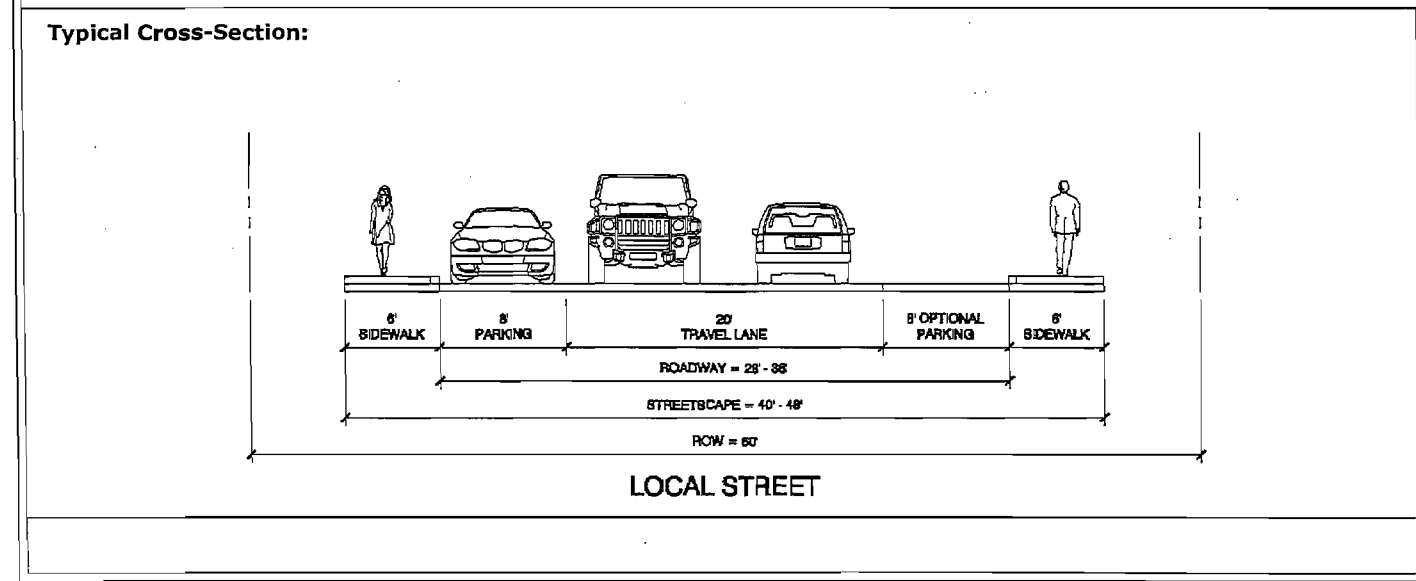 Typical Cross-Section:
6' 8' 20' 8' OPTIONAL 6'
SIDEWALK PARKING TRAVEL LANE PARKING SIDEWALK
ROADWAY = 28' - 36'
STREETSCAPE = 40' - 48'
ROW = 60'
LOCAL STREET